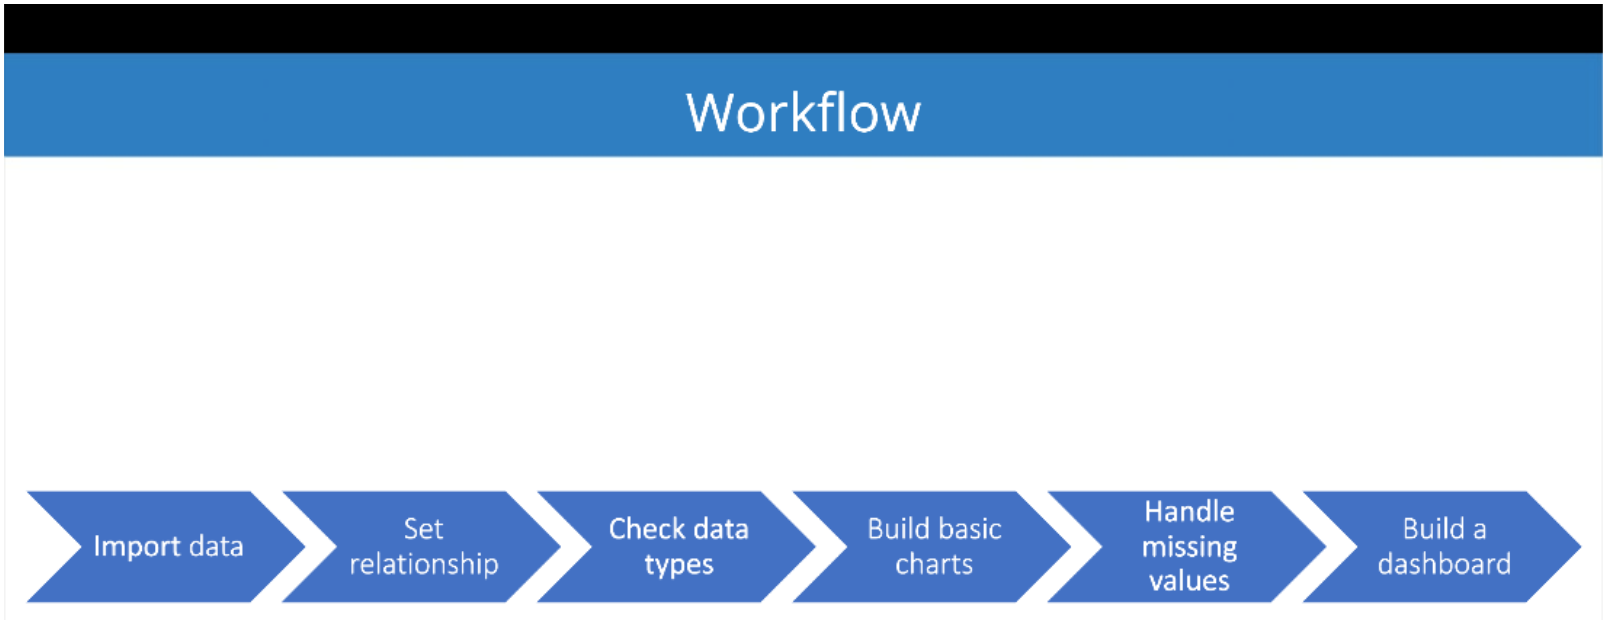 Workflow
Import data
Set
relationship
Check data
types
Build basic
charts
Handle
missing
values
Build a
dashboard